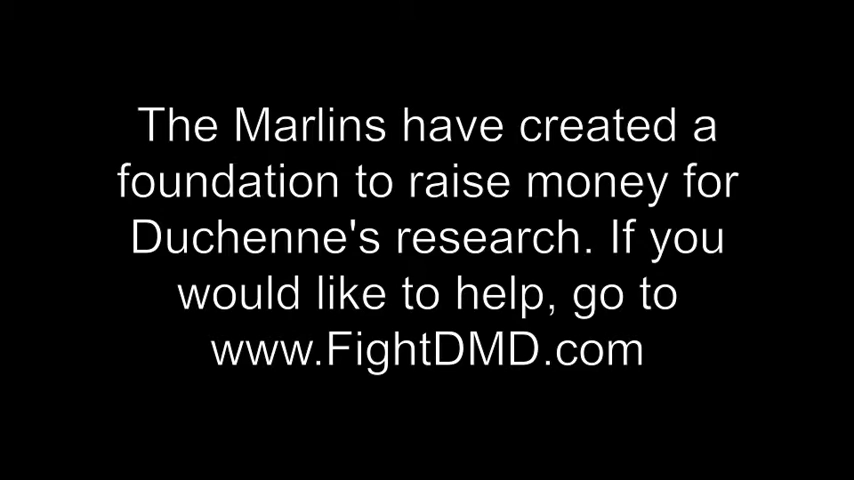 The Marlins have created a
foundation to raise money for
Duchenne's research. If you
would like to help, go to
www.FightDMD.com